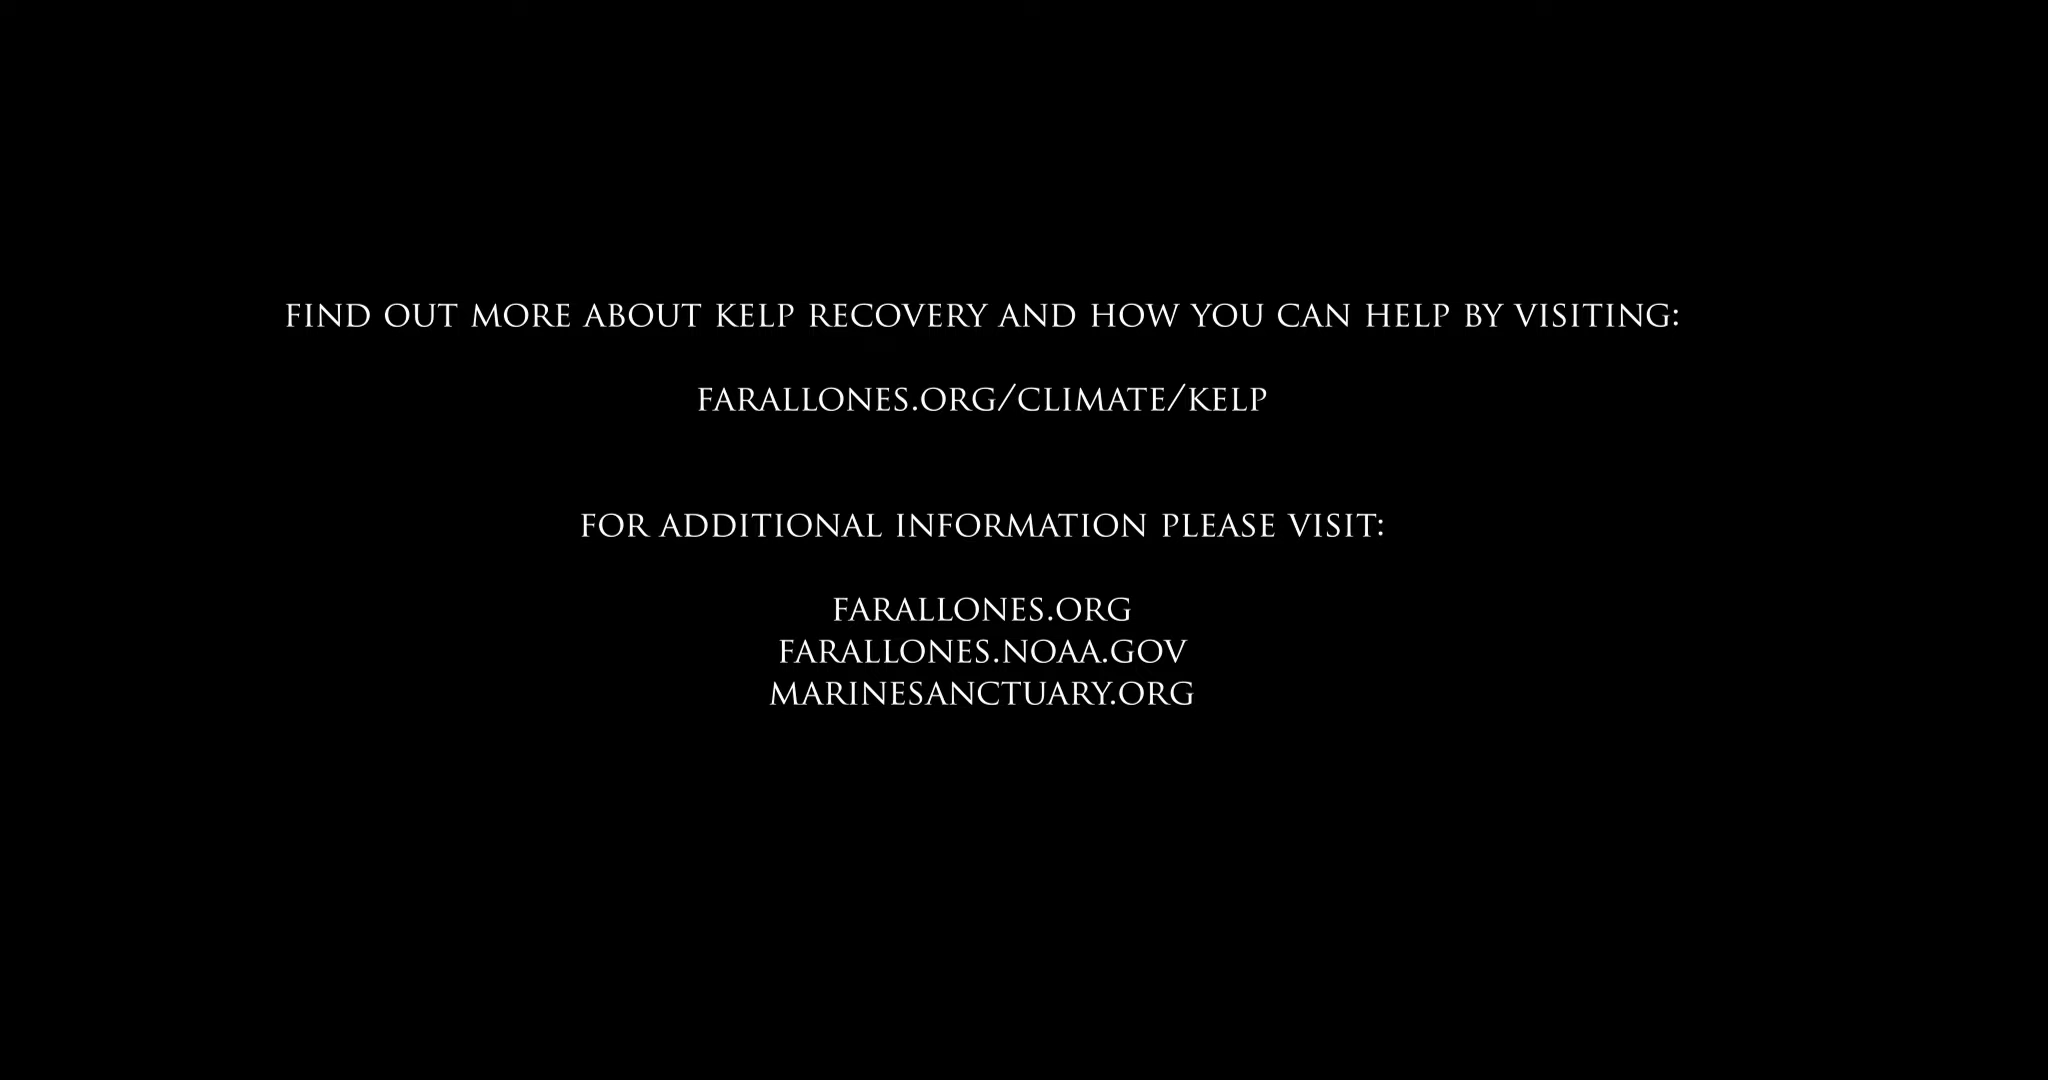 FIND OUT MORE ABOUT KELP RECOVERY AND HOW YOU CAN HELP BY VISITING:
FARALLONES.ORG/CLIMATE/KELP
FOR ADDITIONAL INFORMATION PLEASE VISIT:
FARALLONES.ORG
FARALLONES.NOAA.GOV
MARINESANCTUARY.ORG